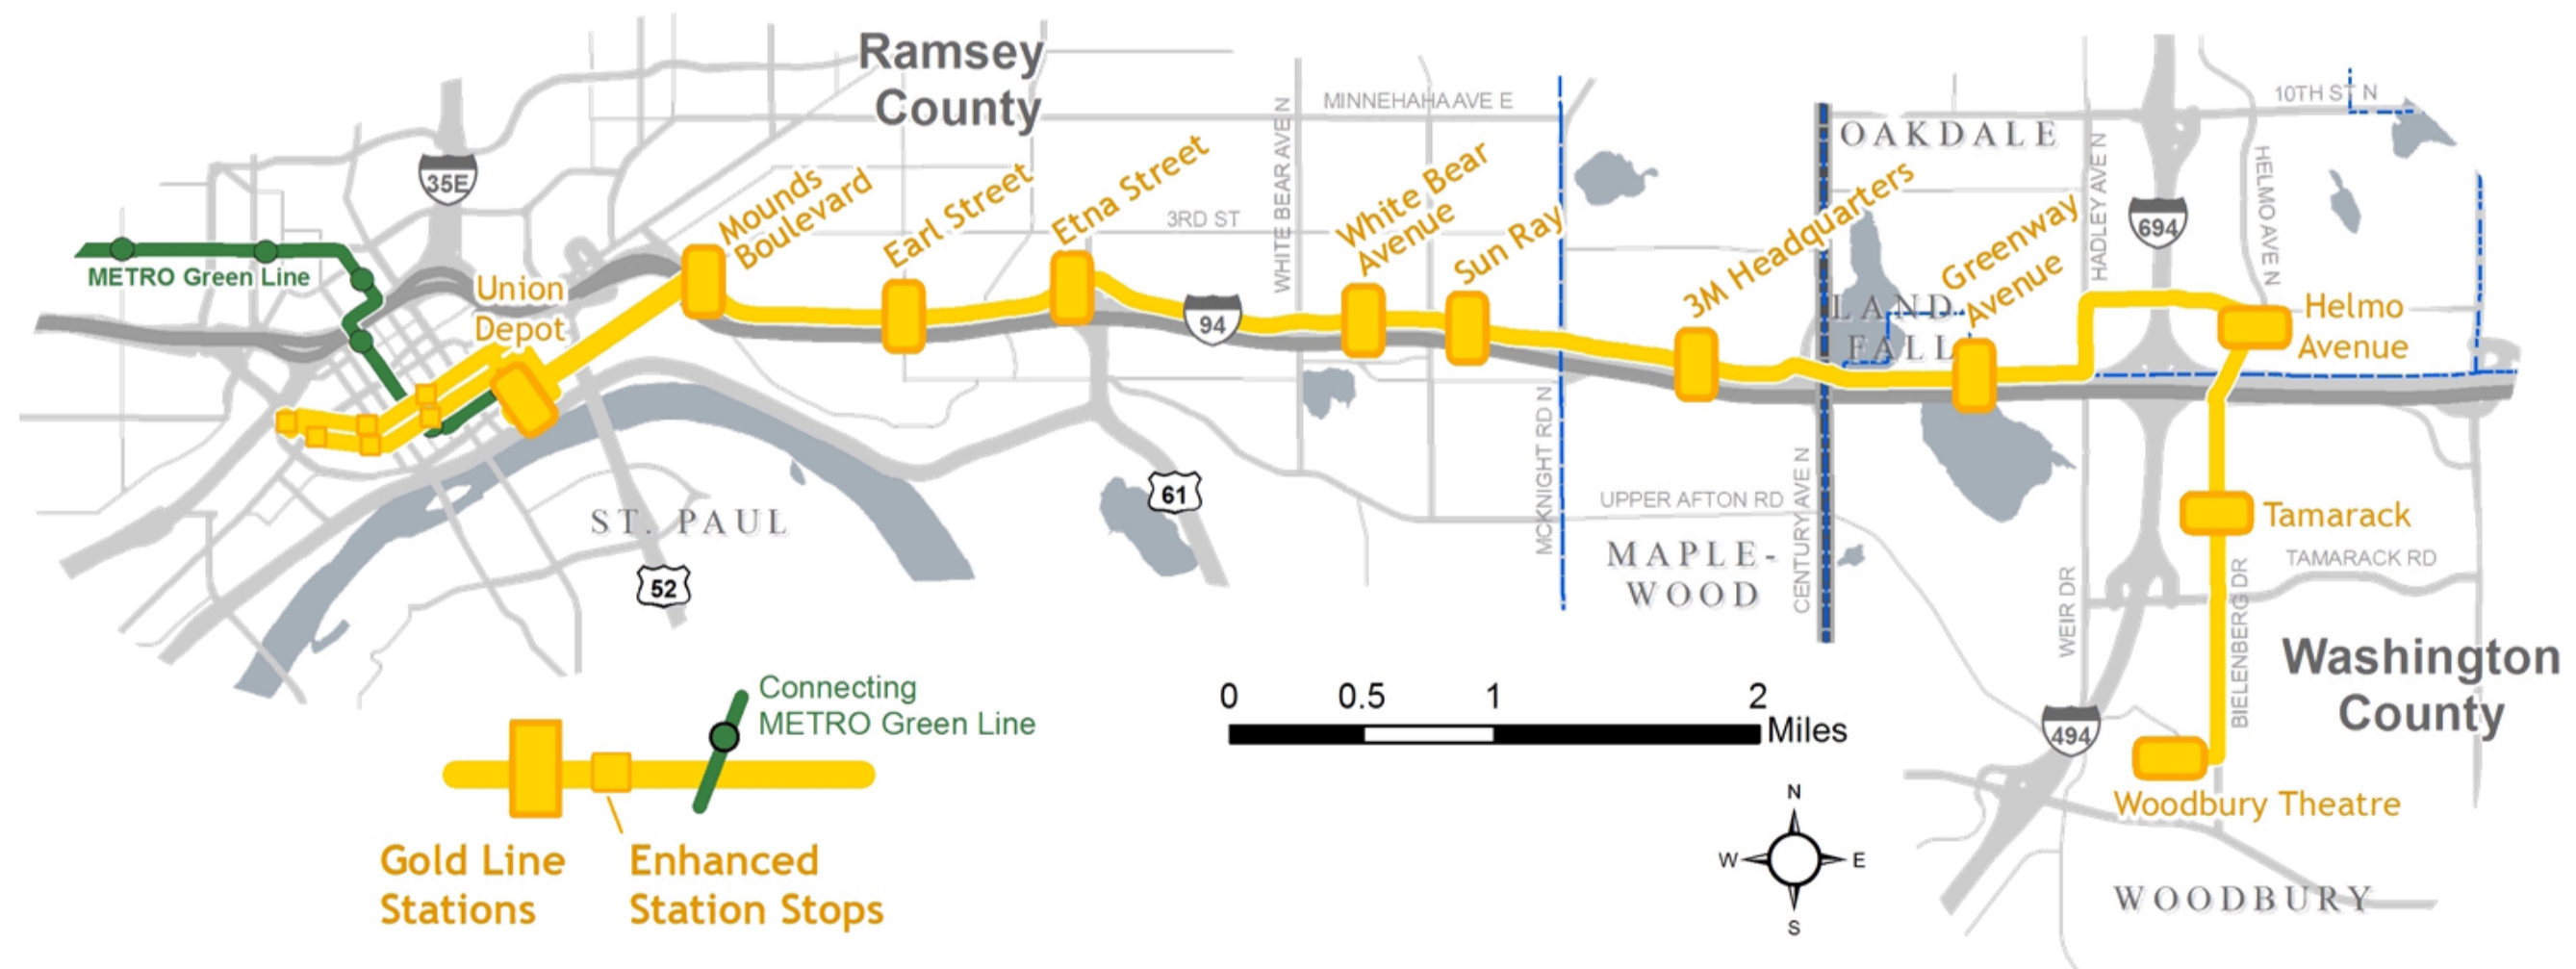 Ramsey
County
MINNEHAHA AVE E
10TH ST N
OAKDALE
35E
Mounds
Boulevard
Earl Street
Etna Street
3RD ST
WHITE BEAR AVE N
White Bear
Avenue
Sun Ray
3M Headquarters
Greenway
Avenue
HADLEY AVE N
694
HELMO AVE N
METRO Green Line
Union
Depot
94
LAND-
FALL
Helmo
Avenue
MCKNIGHT RD N
61
ST. PAUL
52
UPPER AFTON RD
MAPLE-
WOOD
CENTURY AVE N
Tamarack
TAMARACK RD
WEIR DR
BIELENBERG DR
Washington
County
494
Woodbury Theatre
WOODBURY
Connecting
METRO Green Line
Gold Line
Stations
Enhanced
Station Stops
0 0.5 1 2
Miles
N
W E
S